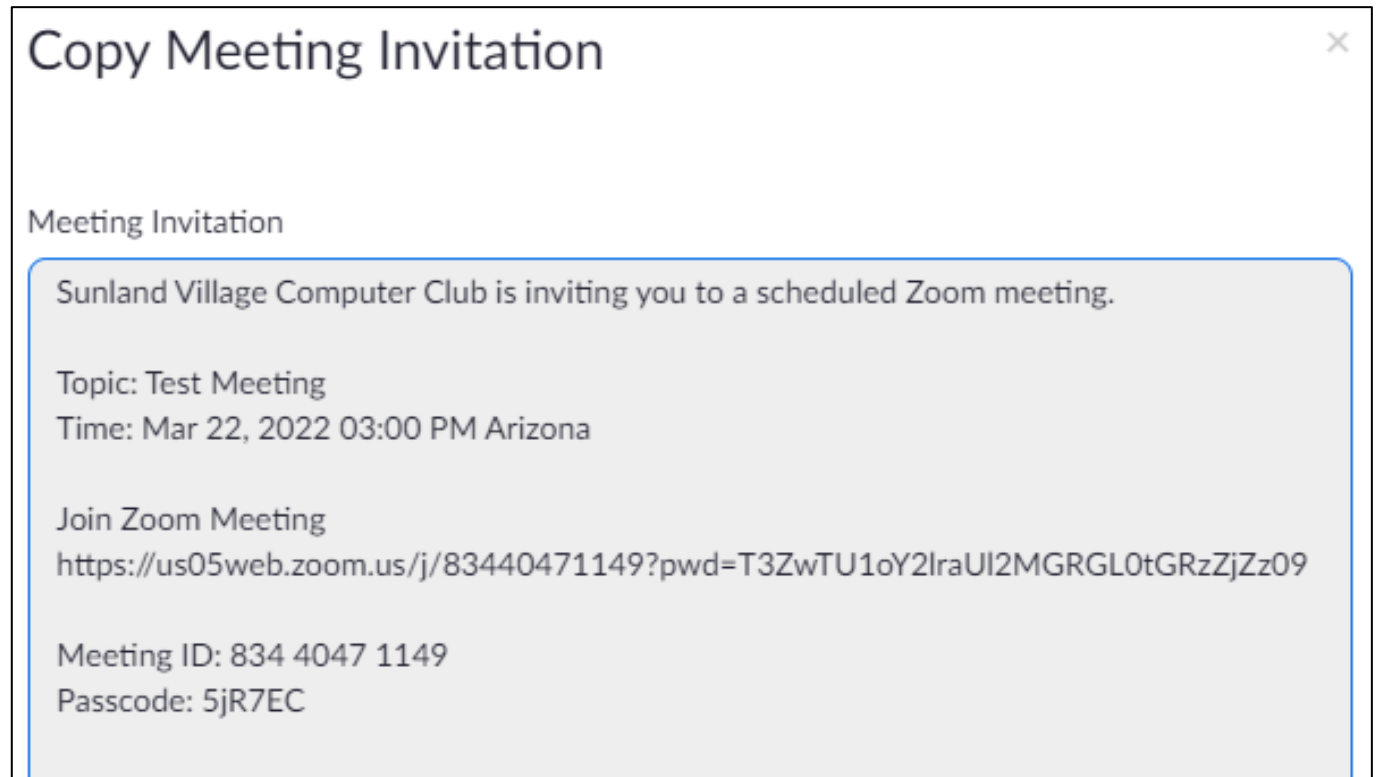 Copy Meeting Invitation
Meeting Invitation
Sunland Village Computer Club is inviting you to a scheduled Zoom meeting.
Topic: Test Meeting
Time: Mar 22, 2022 03:00 PM Arizona
Join Zoom Meeting
https://us05web.zoom.us/j/83440471149?pwd=T3ZwTU1oY2lraUl2MGRGL0tGRzZjZz09
Meeting ID: 834 4047 1149
Passcode: 5jR7EC